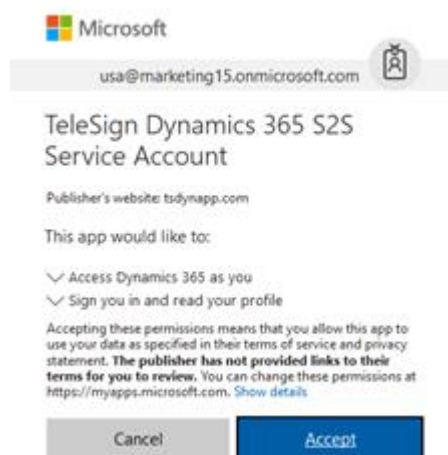 Microsoft
usa@marketing15.onmicrosoft.com
TeleSign Dynamics 365 S2S
Service Account
Publisher's website: tsdynapp.com
This app would like to:
Access Dynamics 365 as you
Sign you in and read your profile
Accepting these permissions means that you allow this app to
use your data as specified in their terms of service and privacy
statement. The publisher has not provided links to their
terms for you to review. You can change these permissions at
https://myapps.microsoft.com. Show details
Cancel Accept